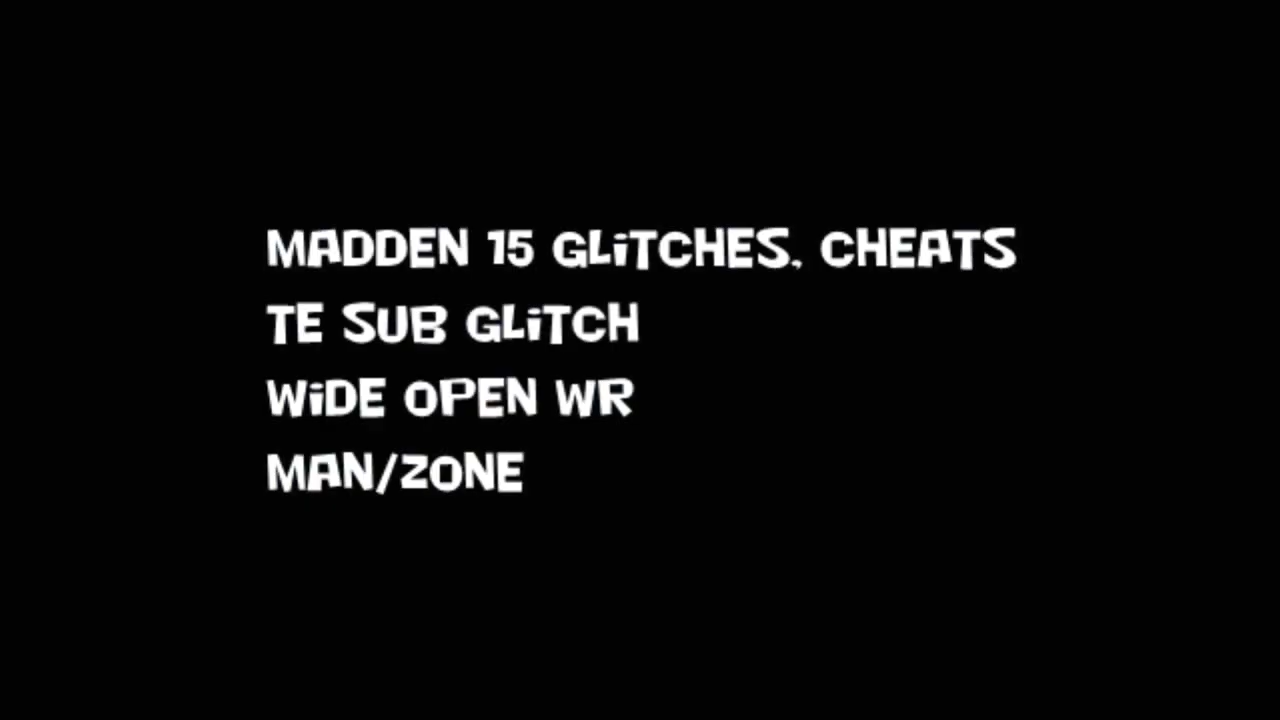 MADDEN 15 GLiTCHES, CHEATS
TE SUB GLiTCH
WiDE OPEN WR
MAN/ZONE